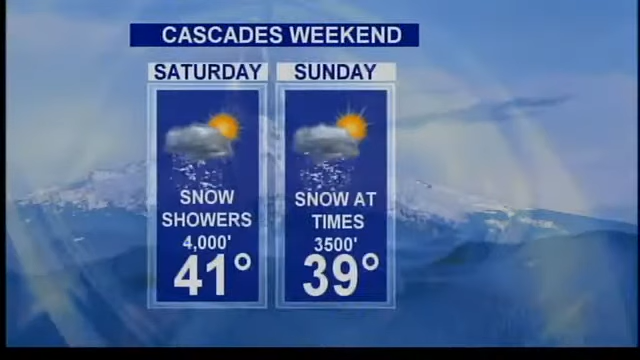 CASCADES WEEKEND
SATURDAY
SUNDAY
SNOW
SHOWERS
4,000'
41°
SNOW AT
TIMES
3500'
39°